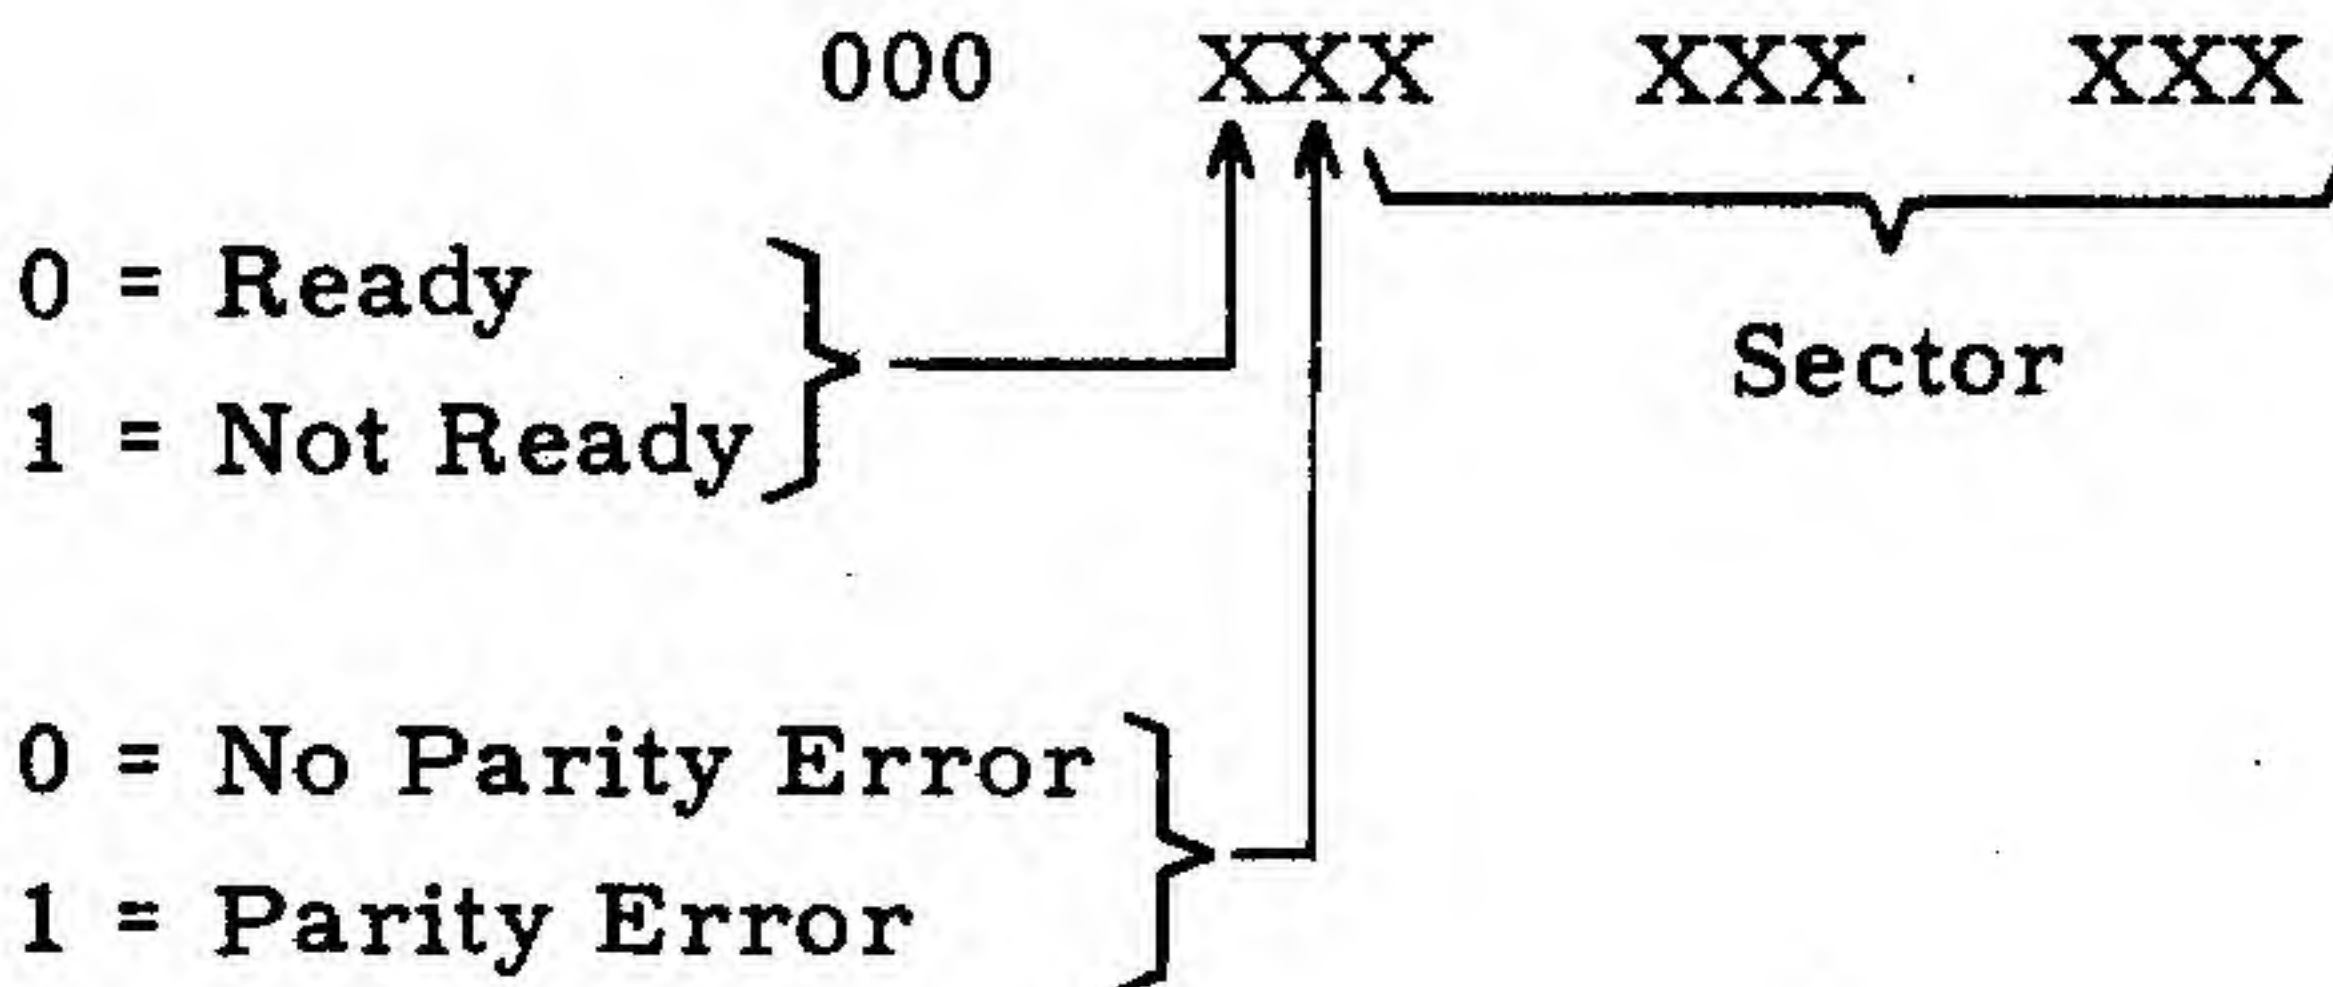 000 XXX XXX XXX
0 = Ready
1 = Not Ready
Sector
0 = No Parity Error
1 = Parity Error